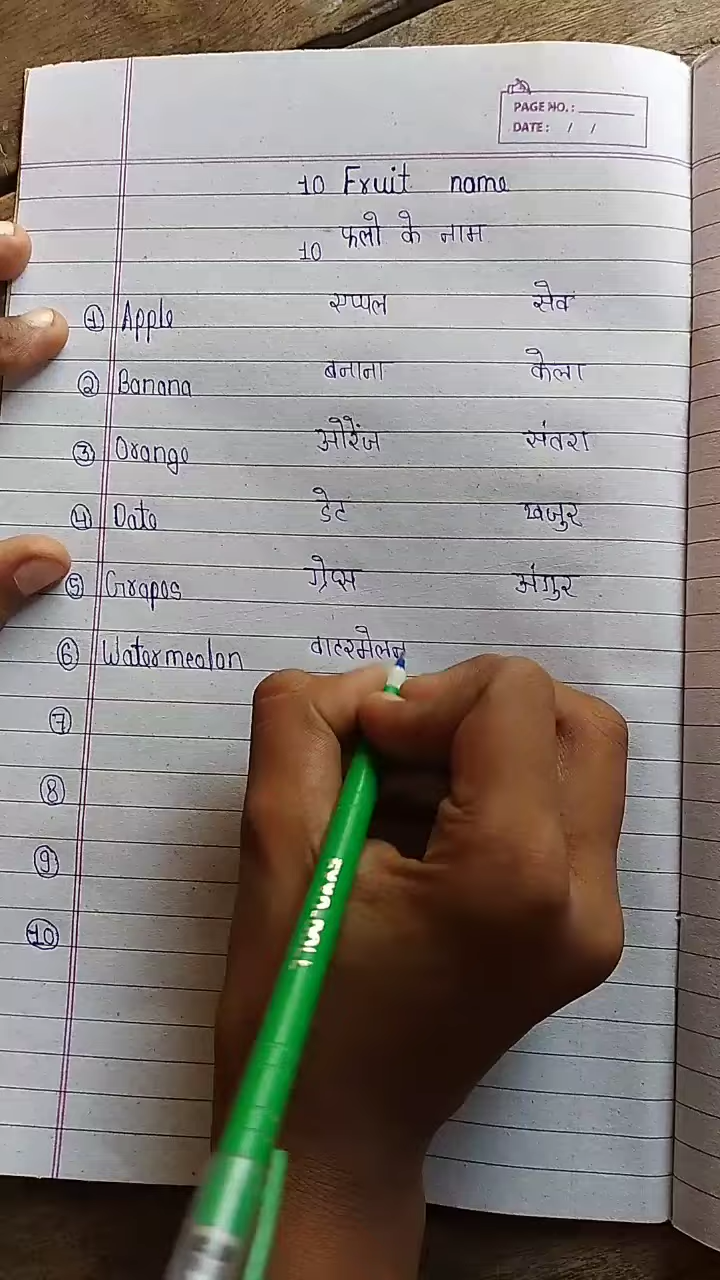 PAGE NO.:
DATE: / /
10 Fruit name
10 फलो के नाम
1 Apple एप्पल सेव
2 Banana बनाना केला
3 Orange ओरेंज संतरा
4 Date डेट खजुर
5 Grapes ग्रेप्स अंगुर
6 Watermealon वाटरमेलन
7
8
9
10